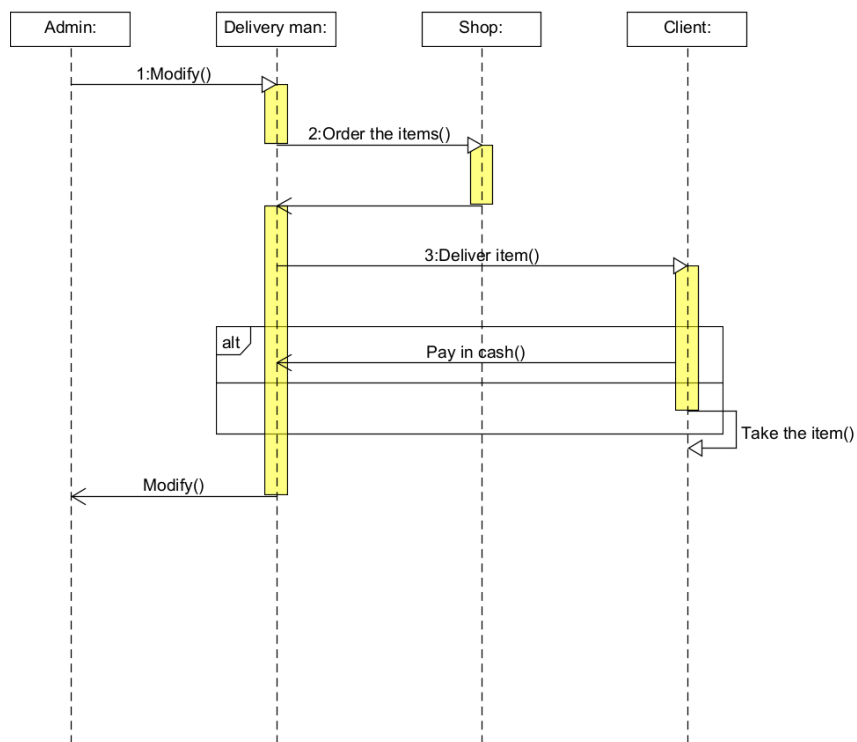 Admin:
Delivery man:
Shop:
Client:
1:Modify()
2:Order the items()
3:Deliver item()
alt
Pay in cash()
Take the item()
Modify()